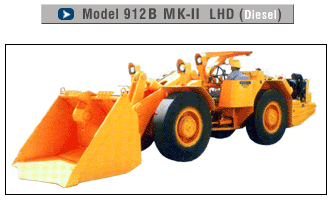 Model 912B MK-II LHD (Diesel)